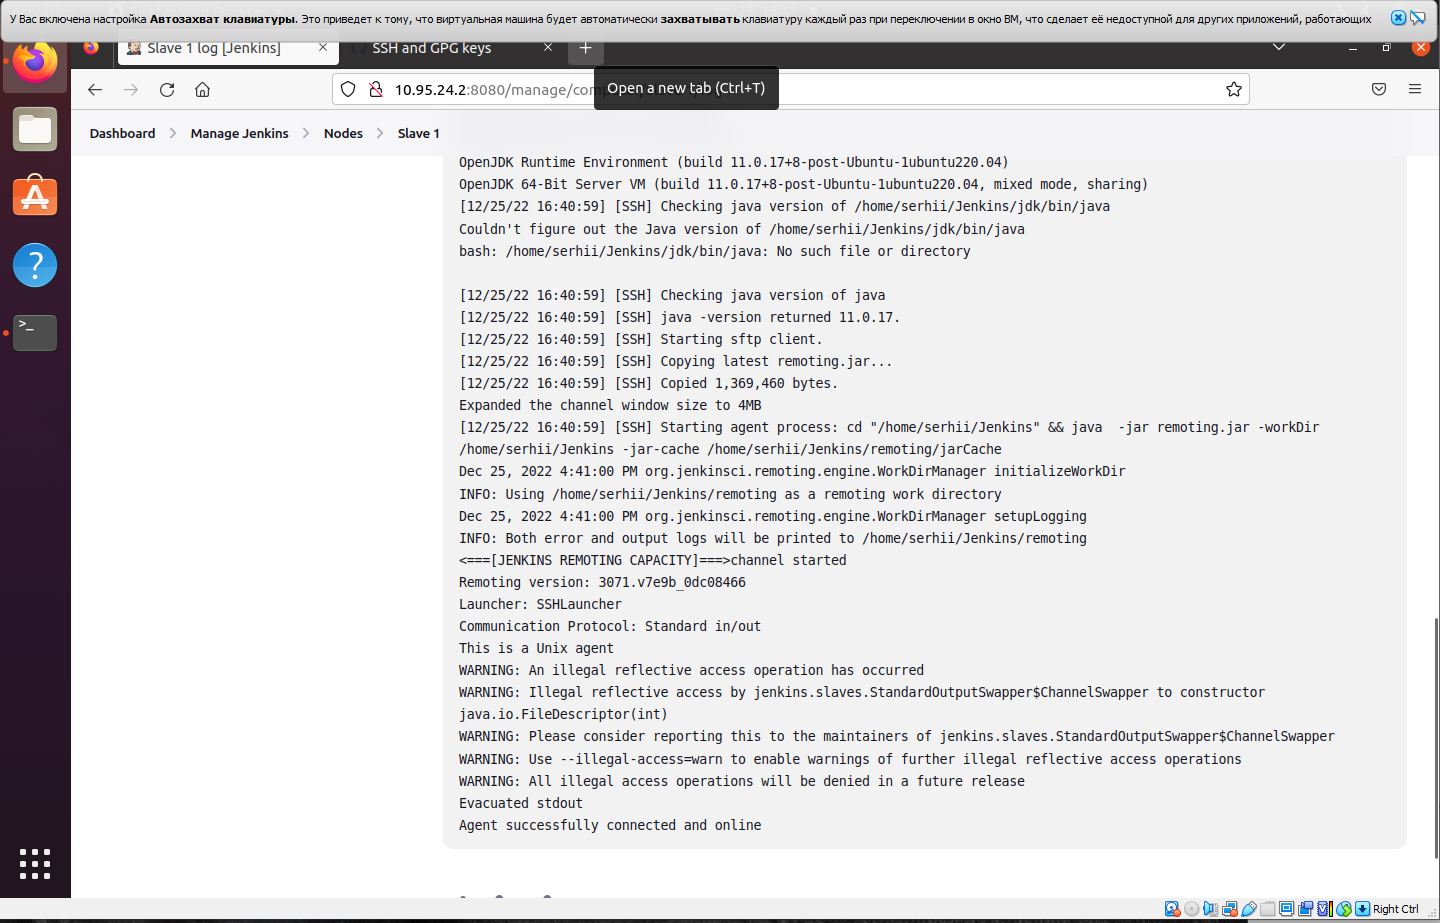 У Вас включена настройка Автозахват клавиатуры. Это приведет к тому, что виртуальная машина будет автоматически захватывать клавиатуру каждый раз при переключении в окно ВМ, что сделает её недоступной для других приложений, работающих
Slave 1 log [Jenkins]
SSH and GPG keys
Open a new tab (Ctrl+T)
10.95.24.2:8080/manage/com
Dashboard
Manage Jenkins
Nodes
Slave 1
OpenJDK Runtime Environment (build 11.0.17+8-post-Ubuntu-1ubuntu220.04)
OpenJDK 64-Bit Server VM (build 11.0.17+8-post-Ubuntu-1ubuntu220.04, mixed mode, sharing)
[12/25/22 16:40:59] [SSH] Checking java version of /home/serhii/Jenkins/jdk/bin/java
Couldn't figure out the Java version of /home/serhii/Jenkins/jdk/bin/java
bash: /home/serhii/Jenkins/jdk/bin/java: No such file or directory
[12/25/22 16:40:59] [SSH] Checking java version of java
[12/25/22 16:40:59] [SSH] java -version returned 11.0.17.
[12/25/22 16:40:59] [SSH] Starting sftp client.
[12/25/22 16:40:59] [SSH] Copying latest remoting.jar...
[12/25/22 16:40:59] [SSH] Copied 1,369,460 bytes.
Expanded the channel window size to 4MB
[12/25/22 16:40:59] [SSH] Starting agent process: cd "/home/serhii/Jenkins" && java  -jar remoting.jar -workDir
/home/serhii/Jenkins -jar-cache /home/serhii/Jenkins/remoting/jarCache
Dec 25, 2022 4:41:00 PM org.jenkinsci.remoting.engine.WorkDirManager initializeWorkDir
INFO: Using /home/serhii/Jenkins/remoting as a remoting work directory
Dec 25, 2022 4:41:00 PM org.jenkinsci.remoting.engine.WorkDirManager setupLogging
INFO: Both error and output logs will be printed to /home/serhii/Jenkins/remoting
<===[JENKINS REMOTING CAPACITY]===>channel started
Remoting version: 3071.v7e9b_0dc08466
Launcher: SSHLauncher
Communication Protocol: Standard in/out
This is a Unix agent
WARNING: An illegal reflective access operation has occurred
WARNING: Illegal reflective access by jenkins.slaves.StandardOutputSwapper$ChannelSwapper to constructor
java.io.FileDescriptor(int)
WARNING: Please consider reporting this to the maintainers of jenkins.slaves.StandardOutputSwapper$ChannelSwapper
WARNING: Use --illegal-access=warn to enable warnings of further illegal reflective access operations
WARNING: All illegal access operations will be denied in a future release
Evacuated stdout
Agent successfully connected and online
Right Ctrl